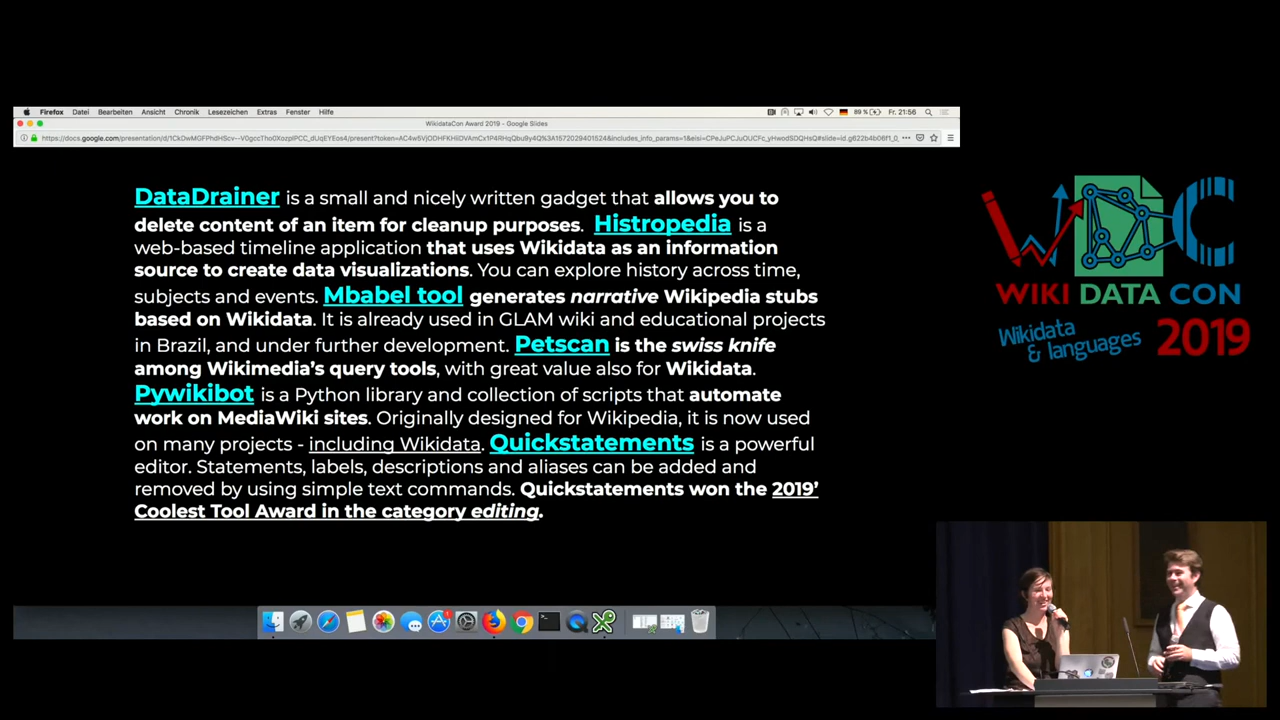 Firefox Datei Bearbeiten Ansicht Chronik Lesezeichen Extras Fenster Hilfe 89 % Fr. 21:56
WikidataCon Award 2019 - Google Slides
DataDrainer is a small and nicely written gadget that allows you to
delete content of an item for cleanup purposes. Histropedia is a
web-based timeline application that uses Wikidata as an information
source to create data visualizations. You can explore history across time,
subjects and events. Mbabel tool generates narrative Wikipedia stubs
based on Wikidata. It is already used in GLAM wiki and educational projects
in Brazil, and under further development. Petscan is the swiss knife
among Wikimedia's query tools, with great value also for Wikidata.
Pywikibot is a Python library and collection of scripts that automate
work on MediaWiki sites. Originally designed for Wikipedia, it is now used
on many projects - including Wikidata. Quickstatements is a powerful
editor. Statements, labels, descriptions and aliases can be added and
removed by using simple text commands. Quickstatements won the 2019’
Coolest Tool Award in the category editing.
WDC
WIKI DATA CON
Wikidata
& languages
2019